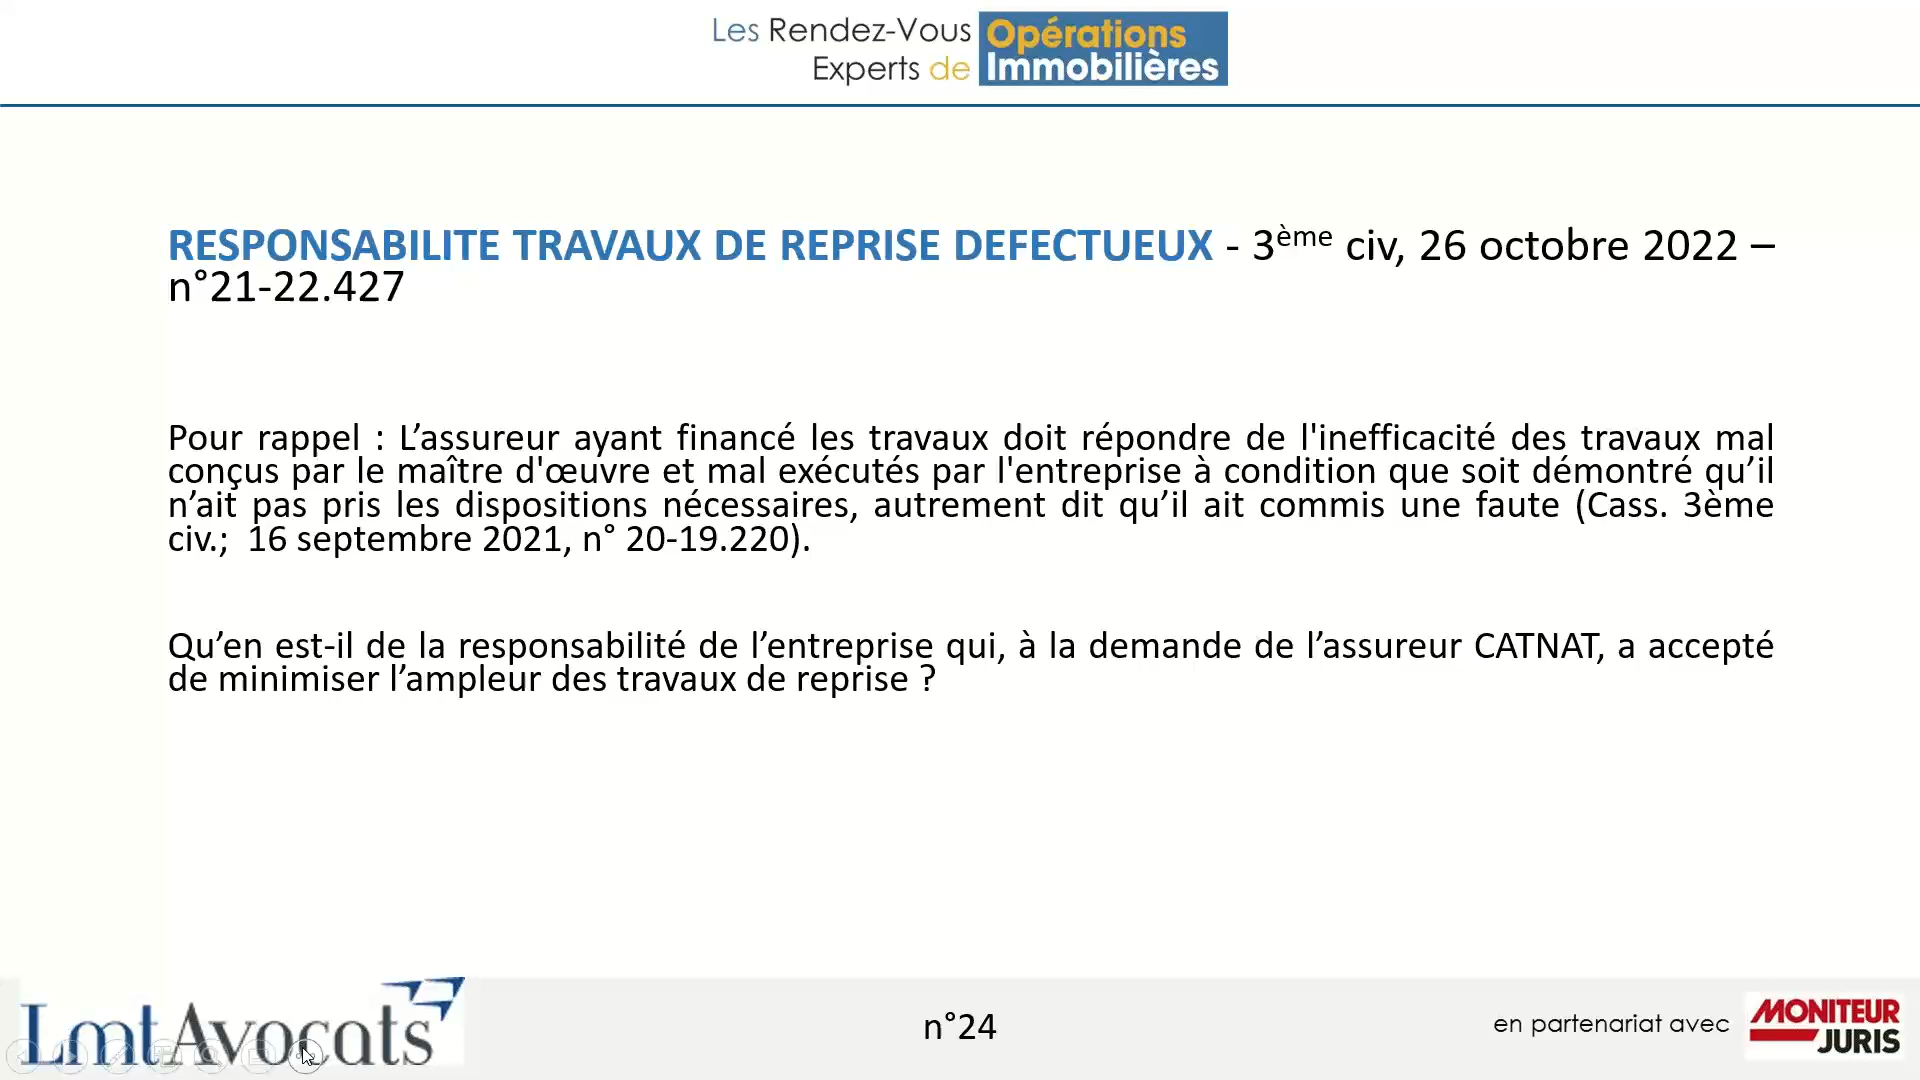 Les Rendez-Vous
Experts de
Opérations
Immobilières
RESPONSABILITE TRAVAUX DE REPRISE DEFECTUEUX - 3ème civ, 26 octobre 2022 –
n°21-22.427
Pour rappel : L’assureur ayant financé les travaux doit répondre de l'inefficacité des travaux mal
conçus par le maître d'œuvre et mal exécutés par l'entreprise à condition que soit démontré qu’il
n’ait pas pris les dispositions nécessaires, autrement dit qu’il ait commis une faute (Cass. 3ème
civ.;  16 septembre 2021, n° 20-19.220).
Qu’en est-il de la responsabilité de l’entreprise qui, à la demande de l’assureur CATNAT, a accepté
de minimiser l’ampleur des travaux de reprise ?
Lmt Avocats
n°24
en partenariat avec
MONITEUR
JURIS